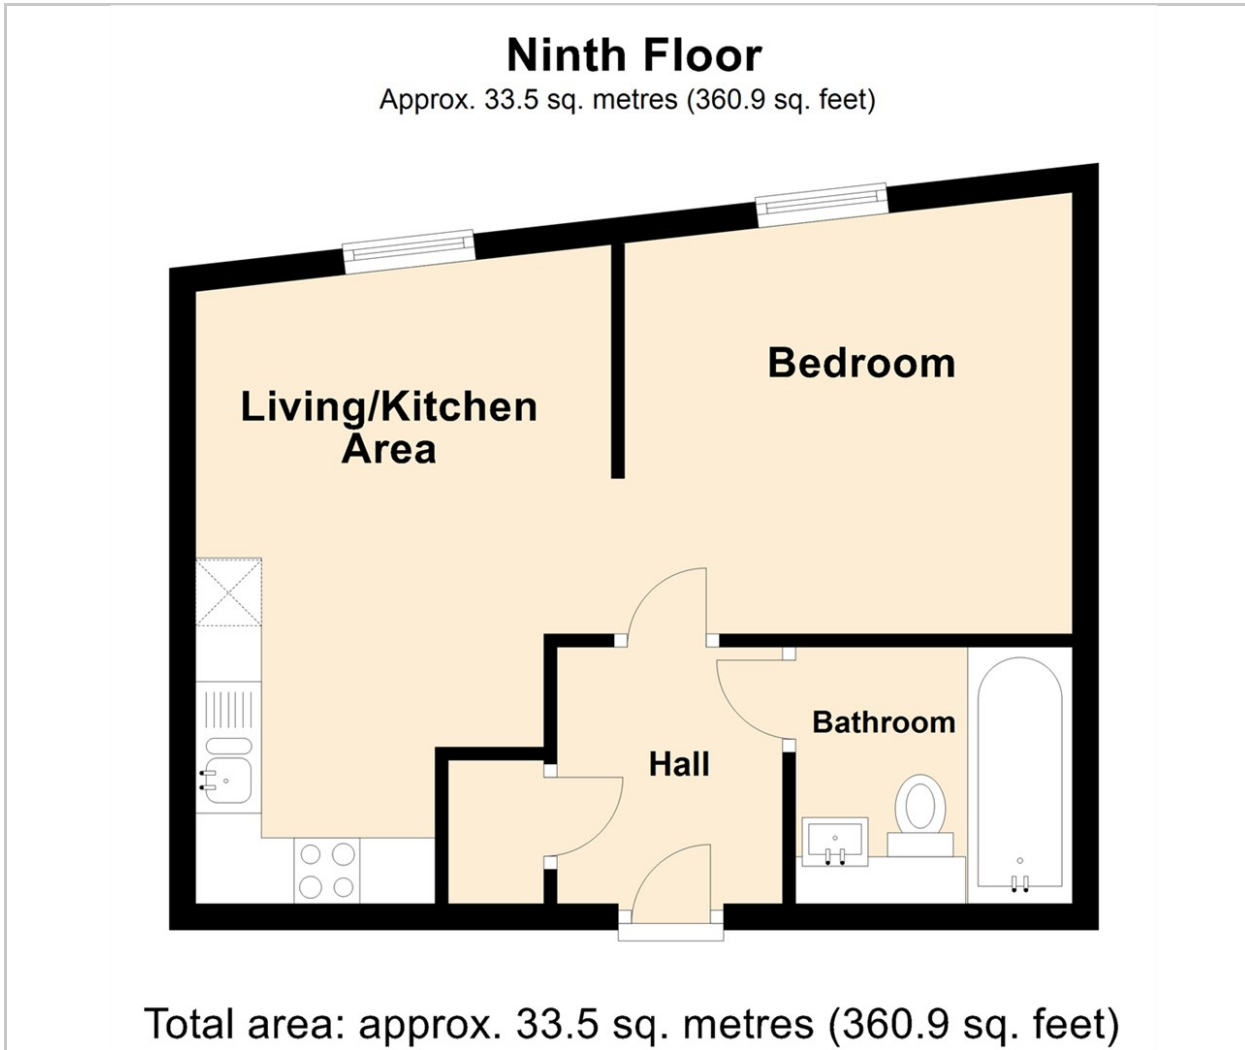 Ninth Floor
Approx. 33.5 sq. metres (360.9 sq. feet)
Bedroom
Living/Kitchen
Area
Bathroom
Hall
Total area: approx. 33.5 sq. metres (360.9 sq. feet)